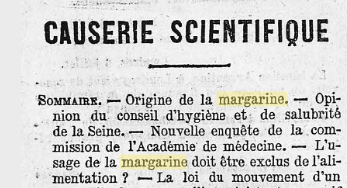 CAUSERIE SCIENTIFIQUE
SOMMAIRE. — Origine de la margarine. — Opi-
nion du conseil d'hygiène et de salubrité
de la Seine. — Nouvelle enquête de la com-
mission de l'Académie de médecine. — L'u-
sage de la margarine doit être exclus de l'ali-
mentation ? — La loi du mouvement d'un